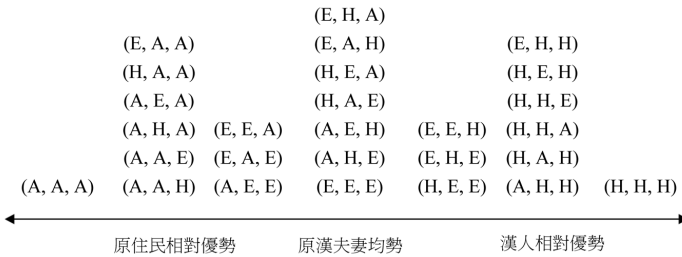 (E, H, A)
(E, A, A) (E, A, H) (E, H, H)
(H, A, A) (H, E, A) (H, E, H)
(A, E, A) (H, A, E) (H, H, E)
(A, H, A) (E, E, A) (A, E, H) (E, E, H) (H, H, A)
(A, A, E) (E, A, E) (A, H, E) (E, H, E) (H, A, H)
(A, A, A) (A, A, H) (A, E, E) (E, E, E) (H, E, E) (A, H, H) (H, H, H)
原住民相對優勢 原漢夫妻均勢 漢人相對優勢